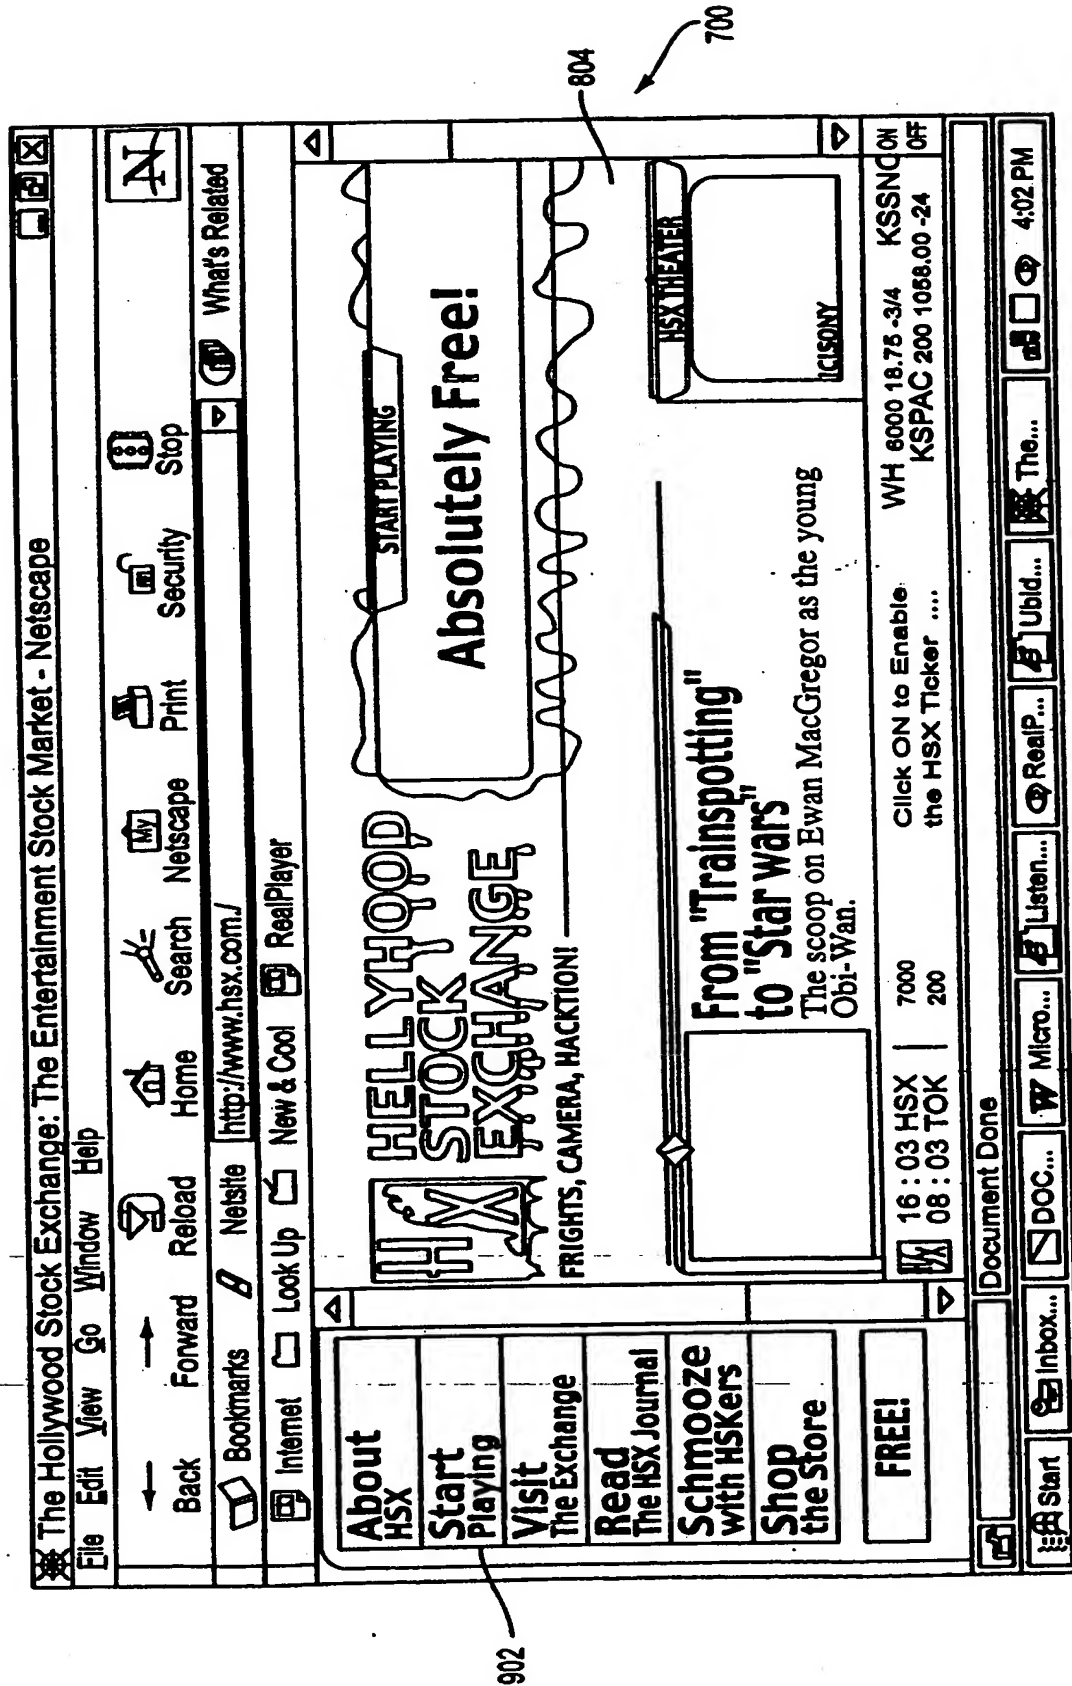 The Hollywood Stock Exchange: The Entertainment Stock Market - Netscape
File Edit View Go Window Help
Back Forward Reload Home Search Netscape Print Security Stop
My
N
Bookmarks Netsite http://www.hsx.com./ What's Related
Internet Look Up New & Cool RealPlayer
About
HSX
Start
Playing
Visit
The Exchange
Read
The HSX Journal
Schmooze
with HSKers
Shop
the Store
FREE!
HELLYHOOD
STOCK
EXCHANGE
FRIGHTS, CAMERA, HACKTION!
START PLAYING
Absolutely Free!
From "Trainspotting"
to "Star wars"
The scoop on Ewan MacGregor as the young
Obi-Wan.
HSX THEATER
16:03 HSX | 7000 Click ON to Enable WH 6000 18.75 -3/4 KSSNO ON
08:03 TOK | 200 the HSX Ticker .... KSPAC 200 1058.00 -24 OFF
Document Done
Start Inbox... DOC... W Micro... Listen... RealP... Ubid... The... 4:02 PM
902
804
700